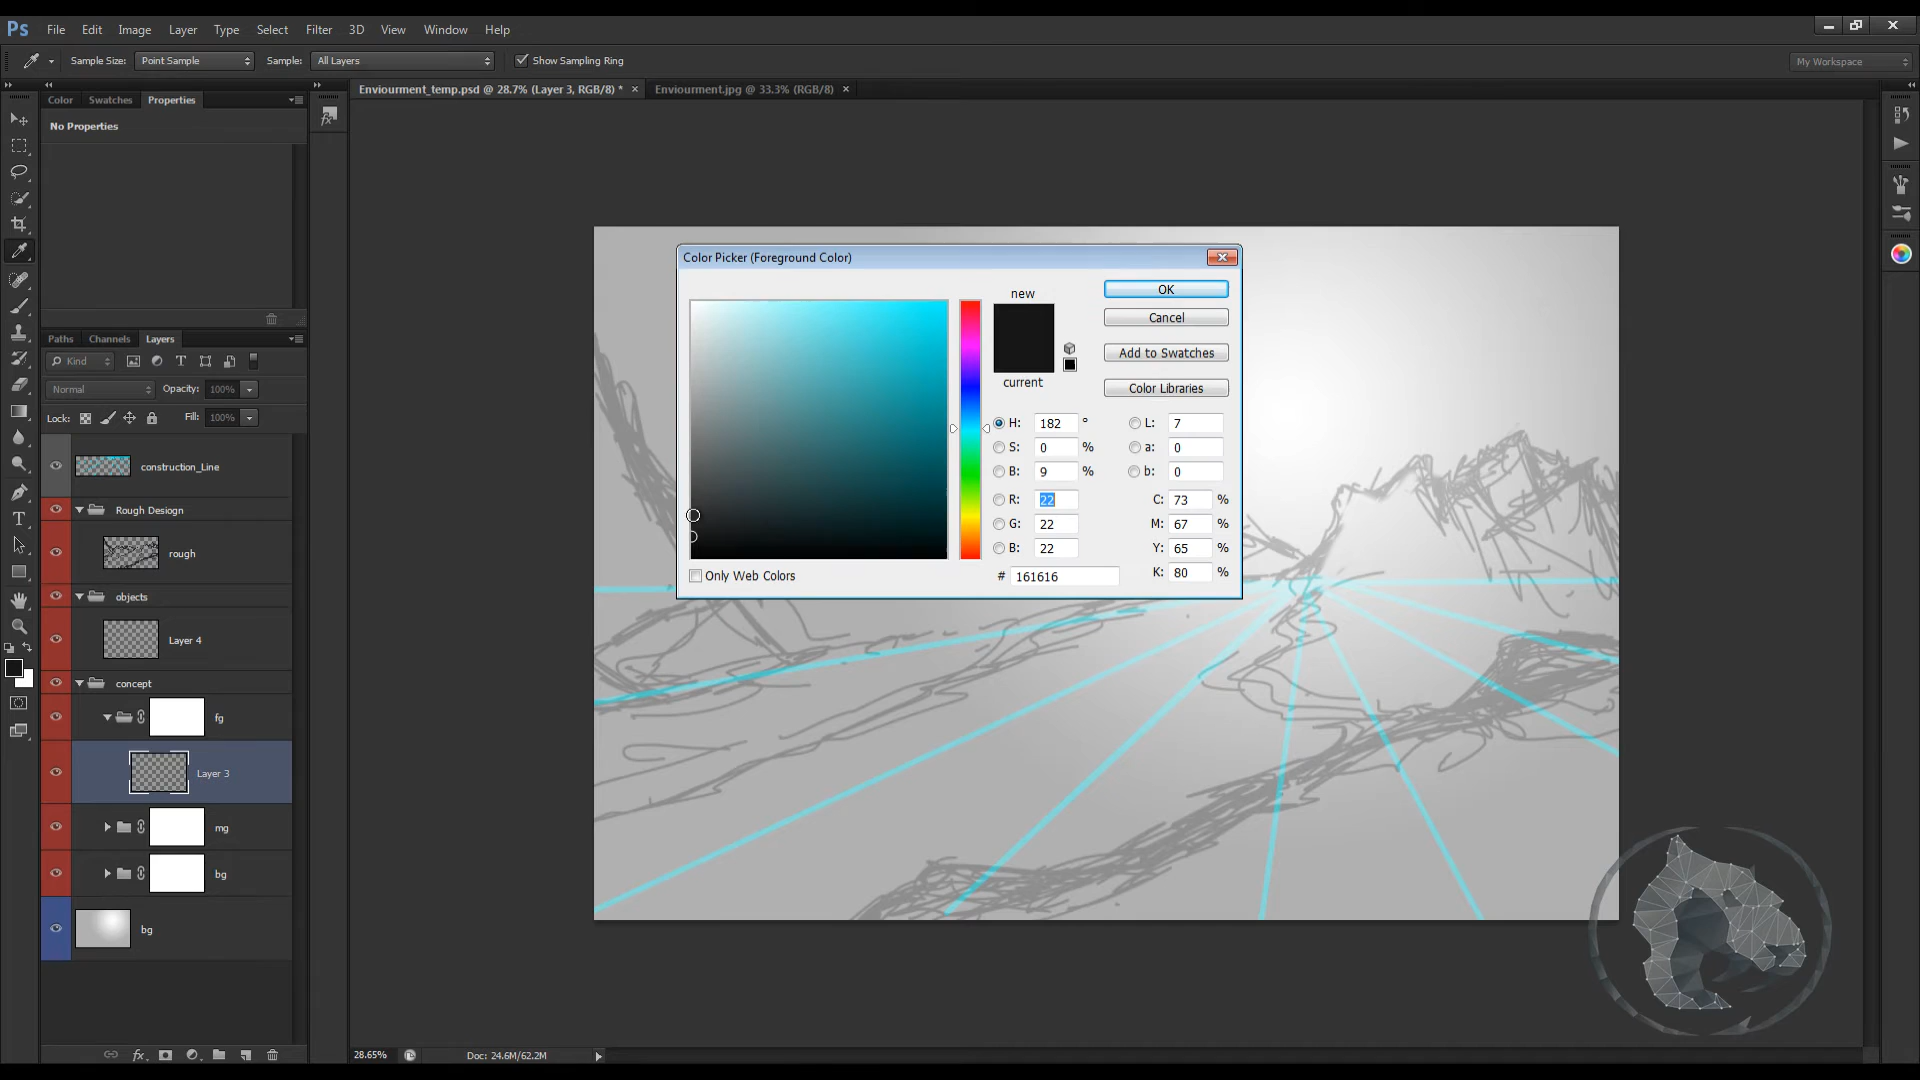 Ps File Edit Image Layer Type Select Filter 3D View Window Help
Sample Size: Point Sample Sample: All Layers Show Sampling Ring My Workspace
Color Swatches Properties
Enviourment_temp.psd @ 28.7% (Layer 3, RGB/8) * Enviourment.jpg @ 33.3% (RGB/8)
No Properties
Paths Channels Layers
Kind
Normal Opacity: 100%
Lock: Fill: 100%
construction_Line
Rough Desiogn
rough
objects
Layer 4
concept
fg
Layer 3
mg
bg
bg
fx
Color Picker (Foreground Color)
new
current
OK
Cancel
Add to Swatches
Color Libraries
H: 182 ° L: 7
S: 0 % a: 0
B: 9 % b: 0
R: 22 C: 73 %
G: 22 M: 67 %
B: 22 Y: 65 %
# 161616 K: 80 %
Only Web Colors
28.65% Doc: 24.6M/62.2M